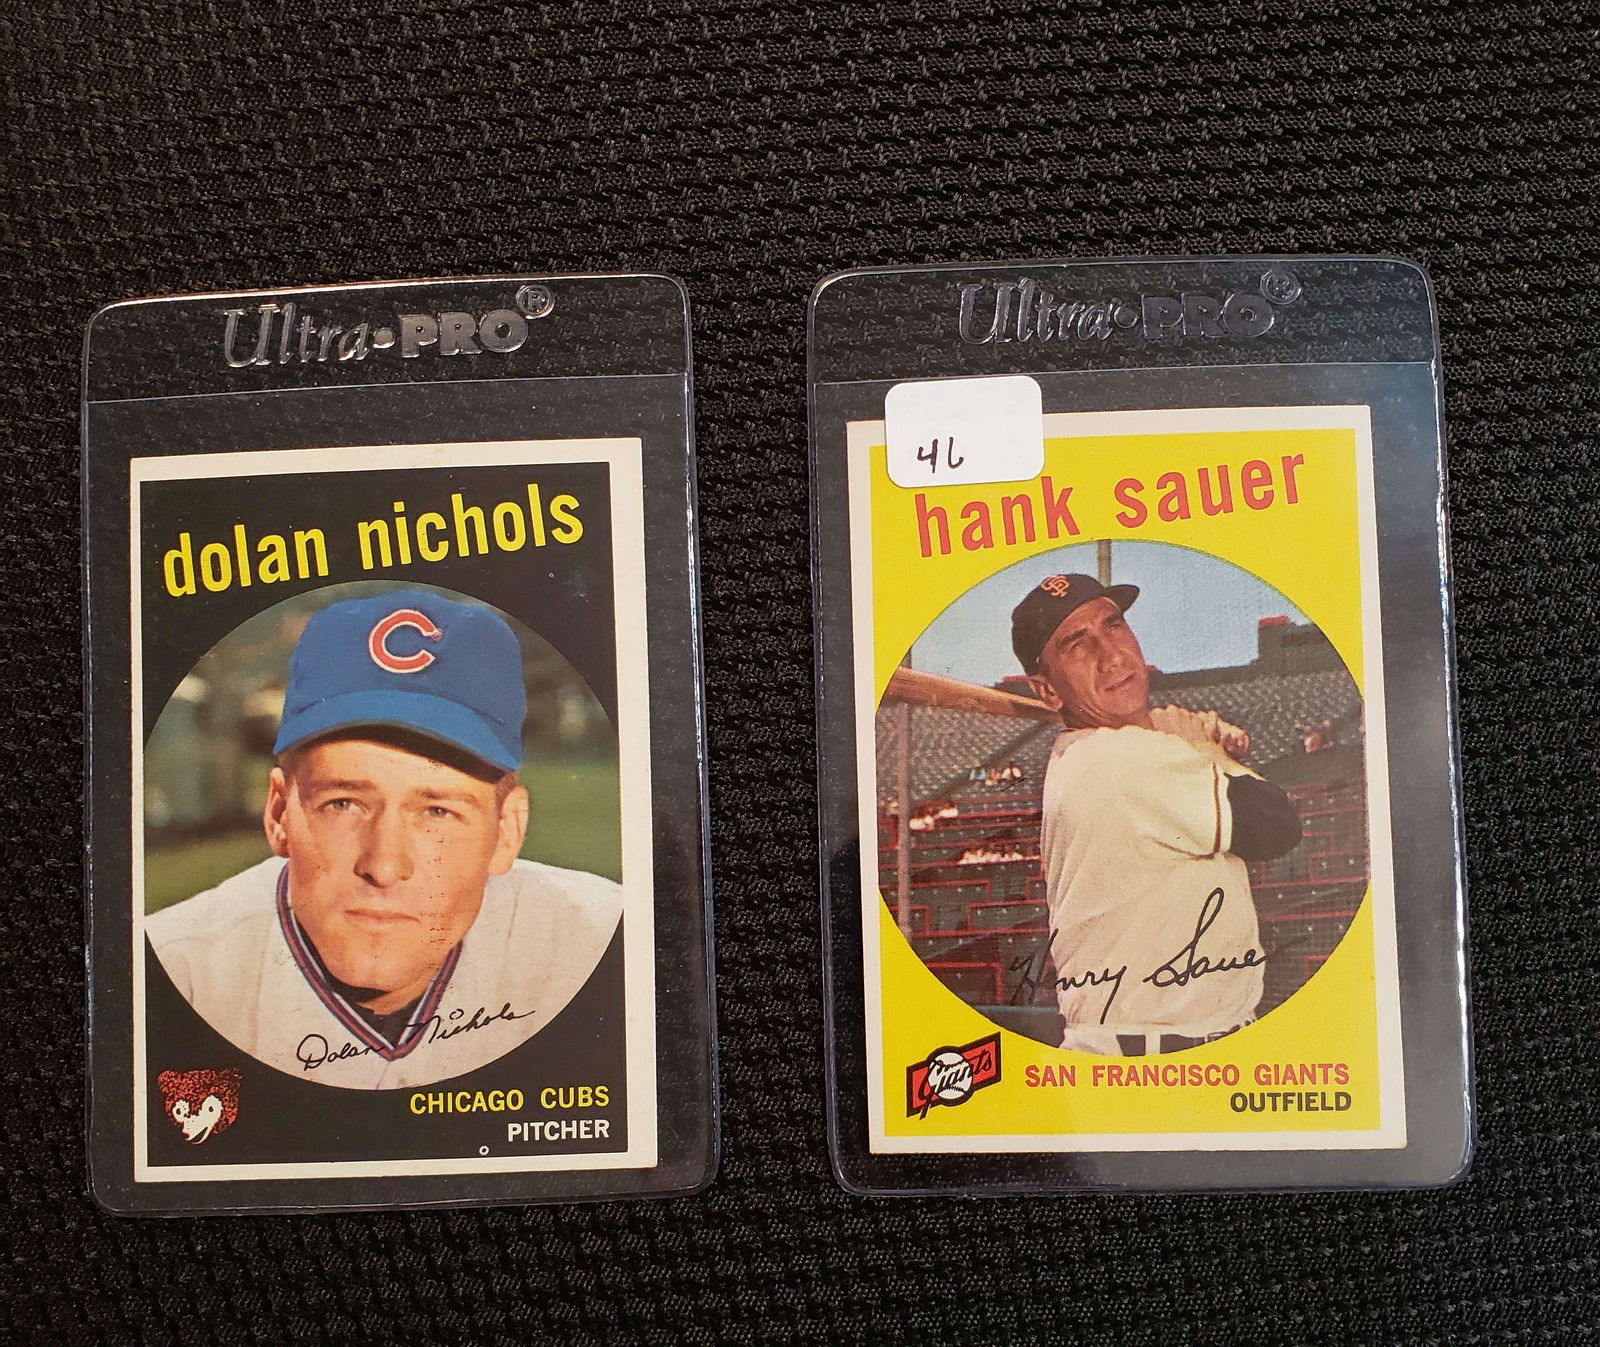 Ultra•PRO®
dolan nichols
Dolan Nichols
CHICAGO CUBS
PITCHER
Ultra•PRO®
46
hank sauer
Henry Sauer
Giants
SAN FRANCISCO GIANTS
OUTFIELD